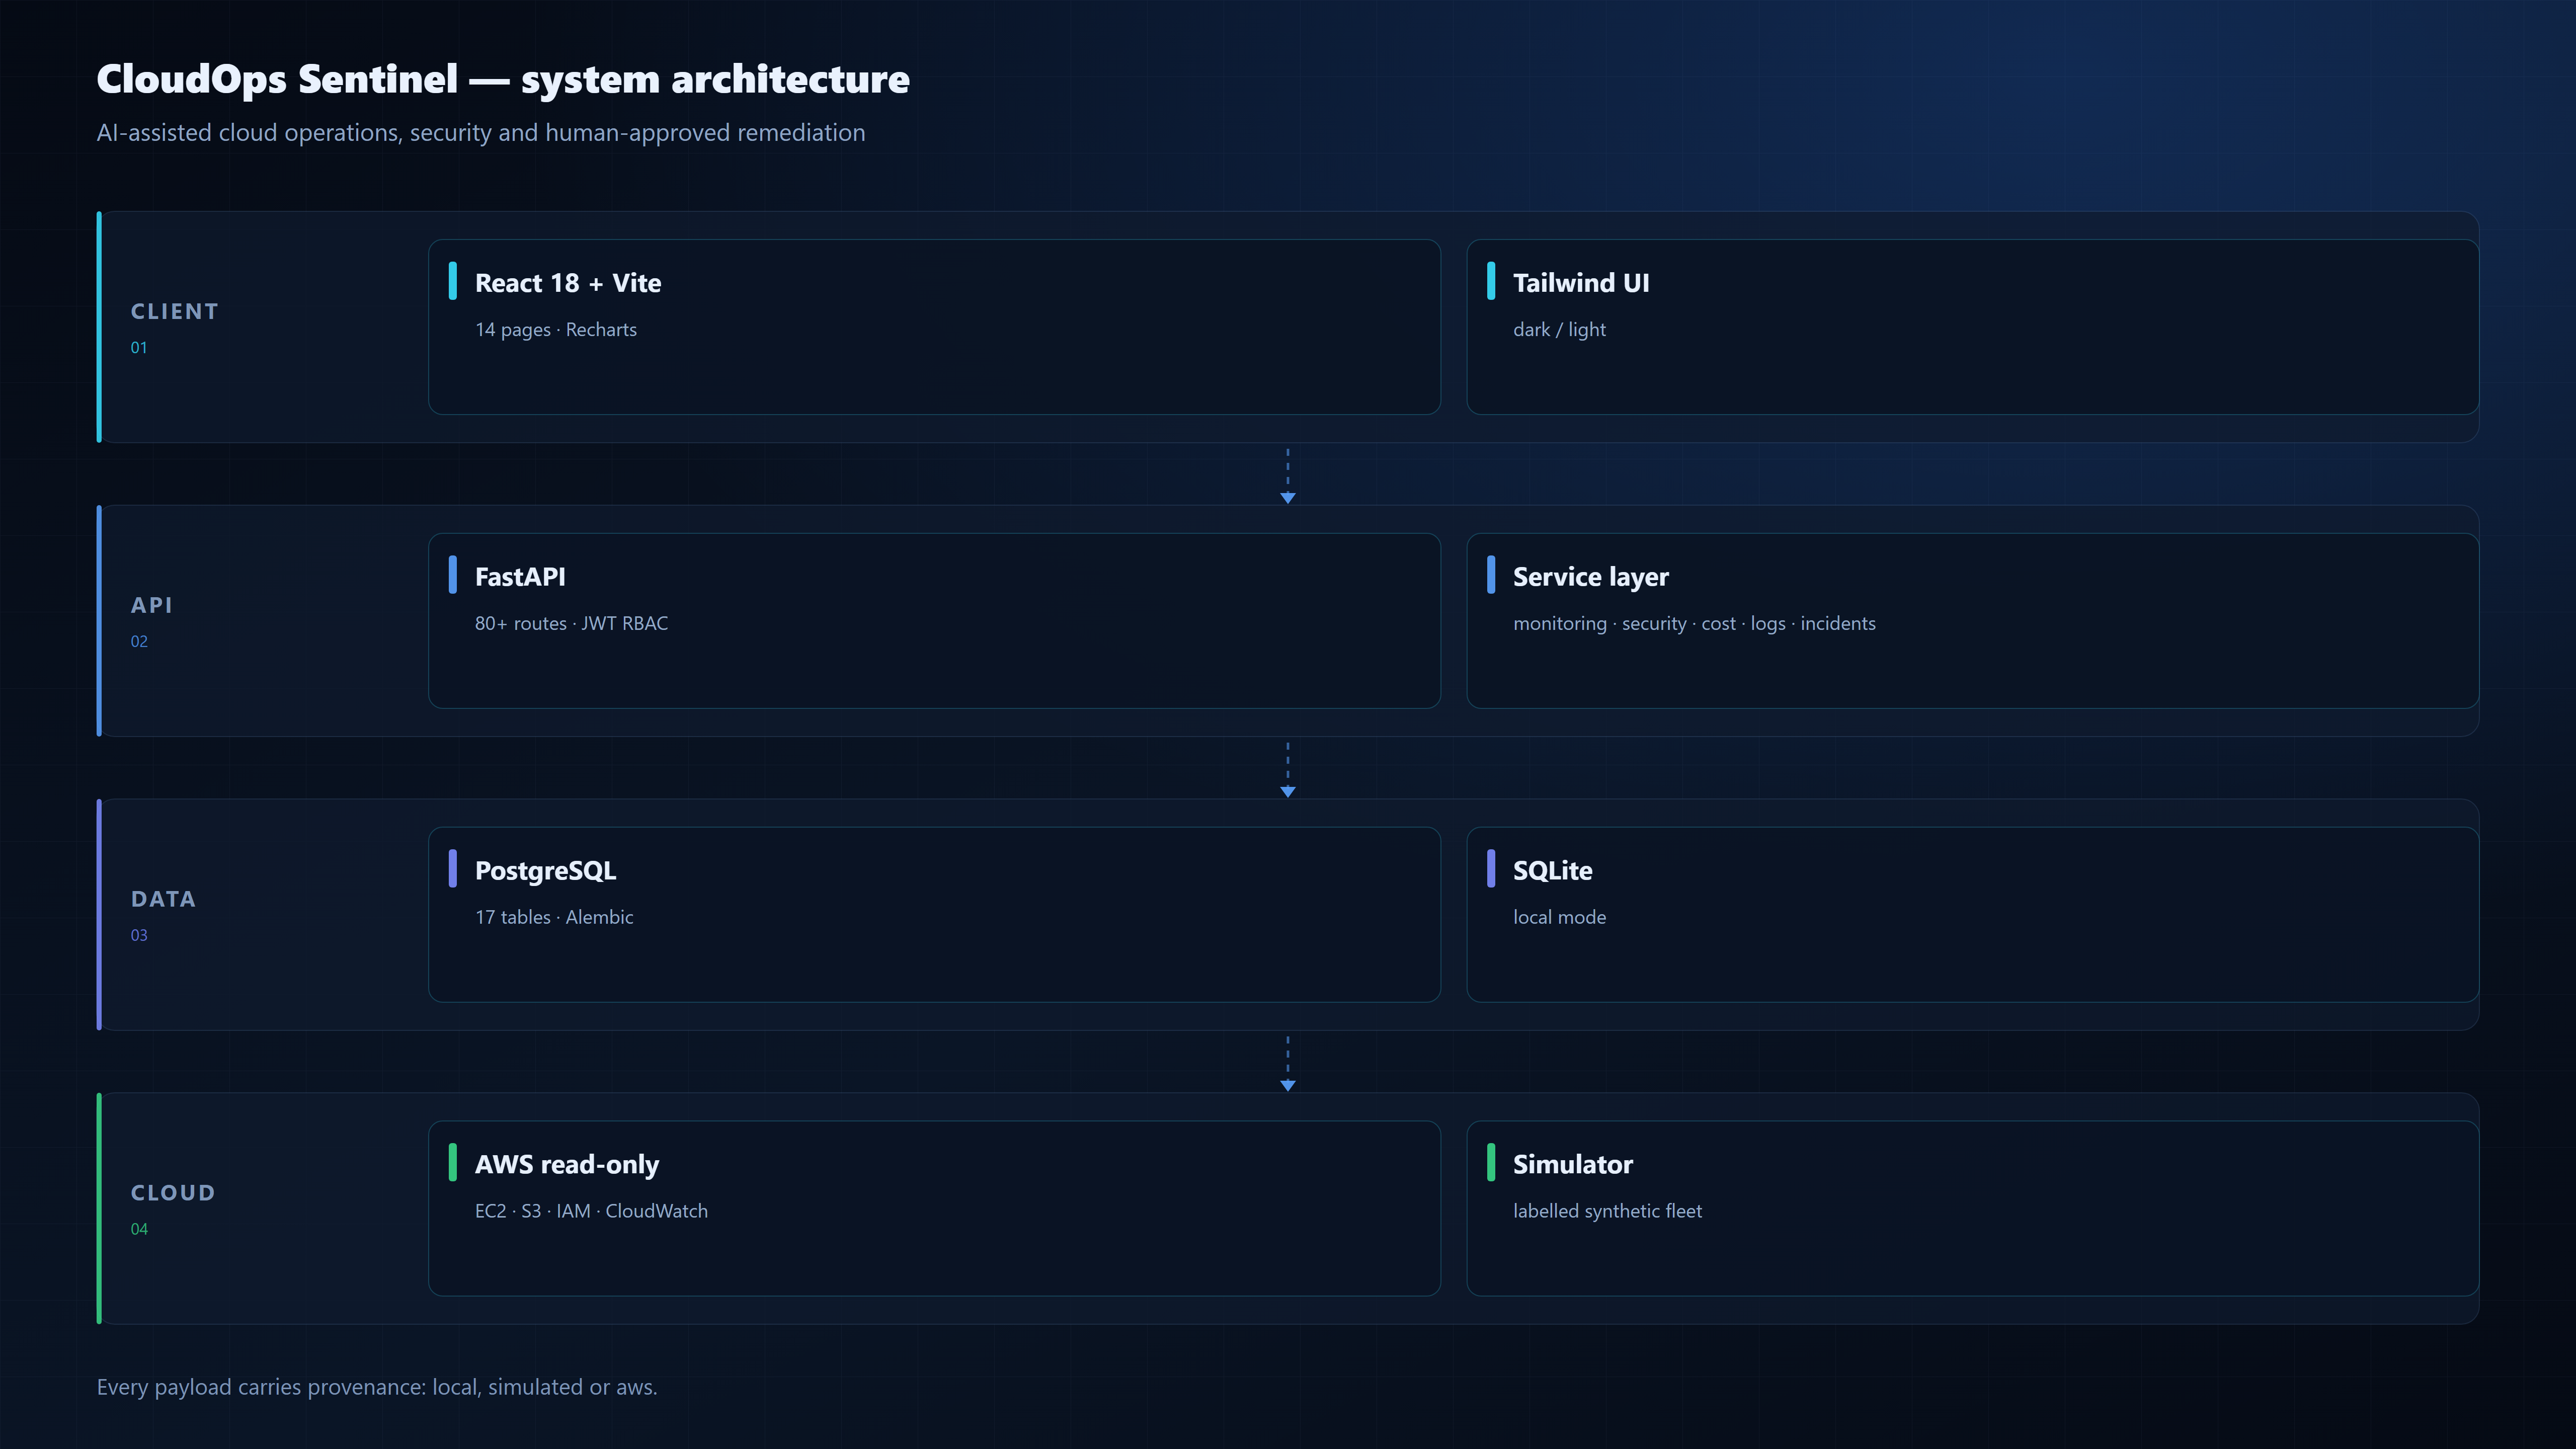 CloudOps Sentinel — system architecture
AI-assisted cloud operations, security and human-approved remediation
CLIENT
01
React 18 + Vite
14 pages · Recharts
Tailwind UI
dark / light
API
02
FastAPI
80+ routes · JWT RBAC
Service layer
monitoring · security · cost · logs · incidents
DATA
03
PostgreSQL
17 tables · Alembic
SQLite
local mode
CLOUD
04
AWS read-only
EC2 · S3 · IAM · CloudWatch
Simulator
labelled synthetic fleet
Every payload carries provenance: local, simulated or aws.